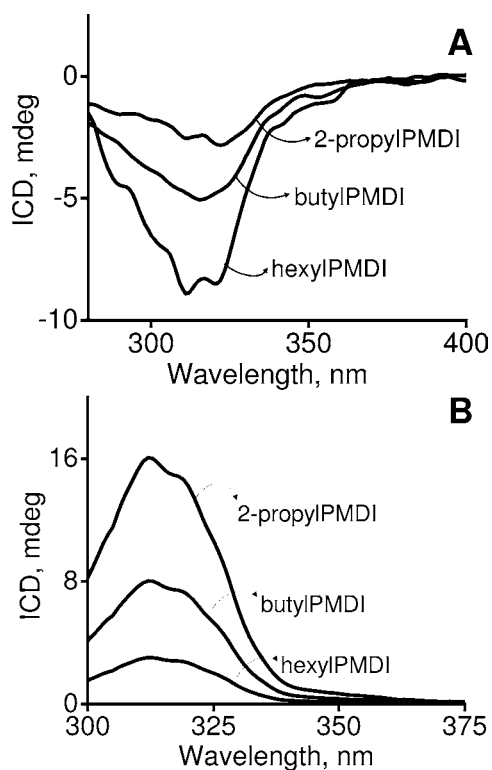 A
0
-5
-10
ICD, mdeg
2-propylPMDI
butylPMDI
hexylPMDI
300
350
400
Wavelength, nm
B
16
8
0
ICD, mdeg
2-propylPMDI
butylPMDI
hexylPMDI
300
325
350
375
Wavelength, nm